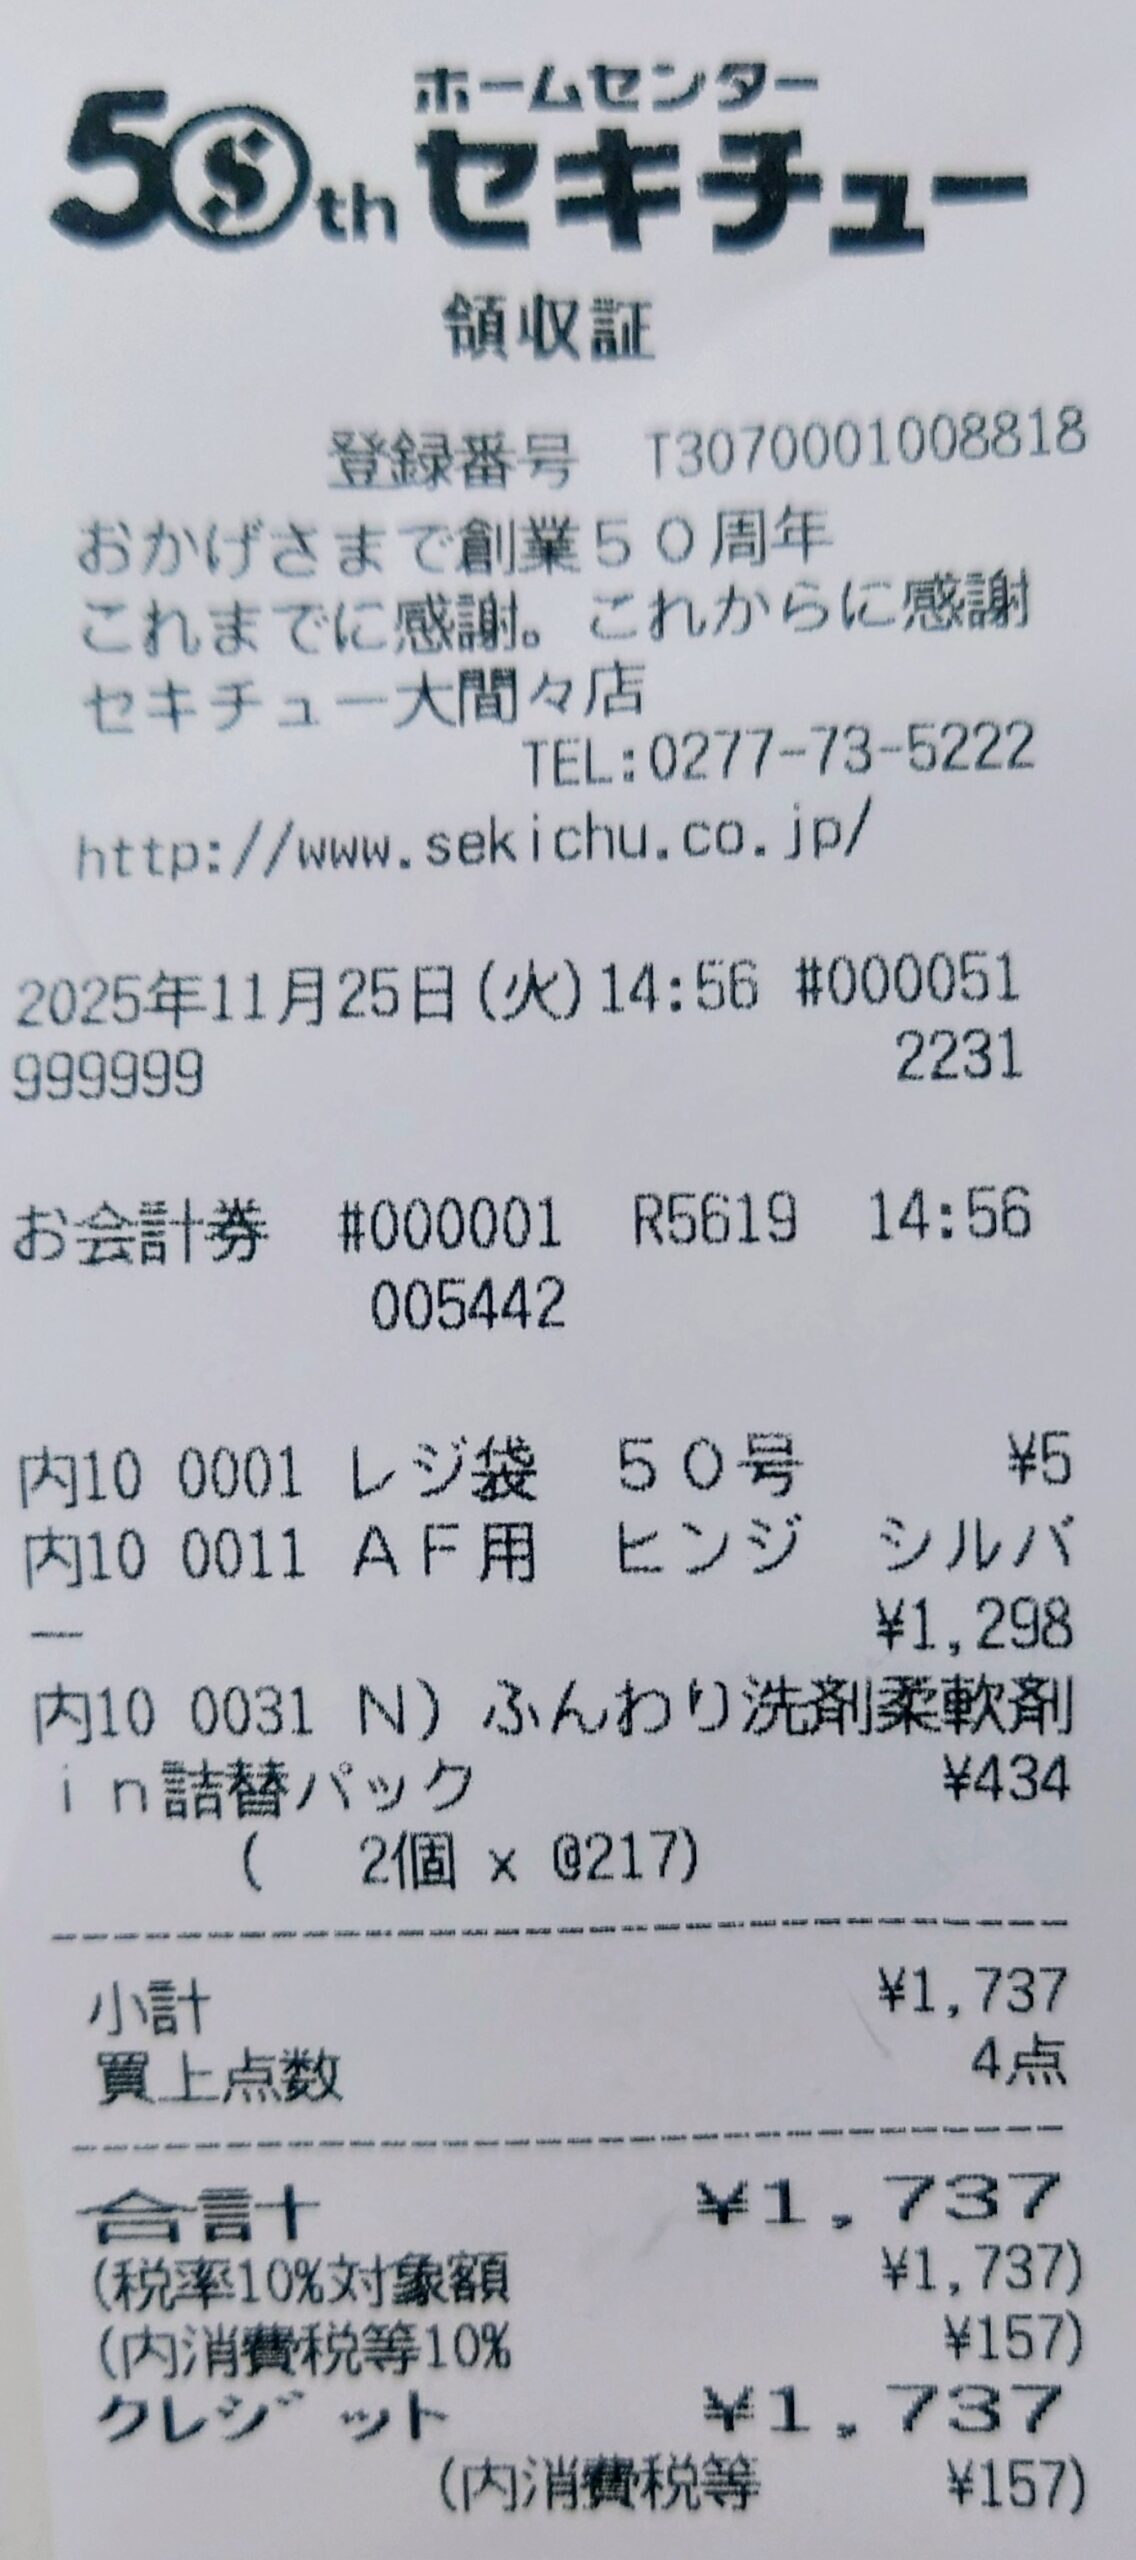 50th ホームセンター
セキチュー
領収証
登録番号 T3070001008818
おかげさまで創業５０周年
これまでに感謝。これからに感謝
セキチュー大間々店
TEL:0277-73-5222
http://www.sekichu.co.jp/
2025年11月25日(火)14:56 #000051
999999 2231
お会計券 #000001 R5619 14:56
005442
内10 0001 レジ袋 ５０号 ¥5
内10 0011 ＡＦ用 ヒンジ シルバ
ー ¥1,298
内10 0031 Ｎ）ふんわり洗剤柔軟剤
ｉｎ詰替パック ¥434
( 2個 x @217)
小計 ¥1,737
買上点数 4点
合計 ¥1,737
(税率10%対象額 ¥1,737)
(内消費税等10% ¥157)
クレジット ¥1,737
(内消費税等 ¥157)